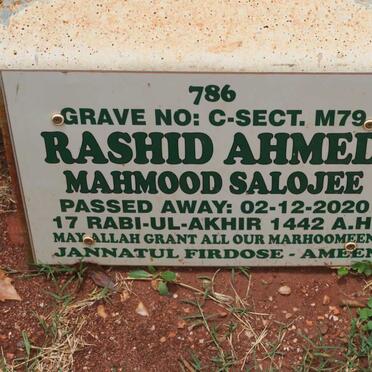 786
GRAVE NO: C-SECT. M79
RASHID AHMED
MAHMOOD SALOJEE
PASSED AWAY: 02-12-2020
17 RABI-UL-AKHIR 1442 A.H
MAY ALLAH GRANT ALL OUR MARHOOMEEN
JANNATUL FIRDOSE - AMEEN